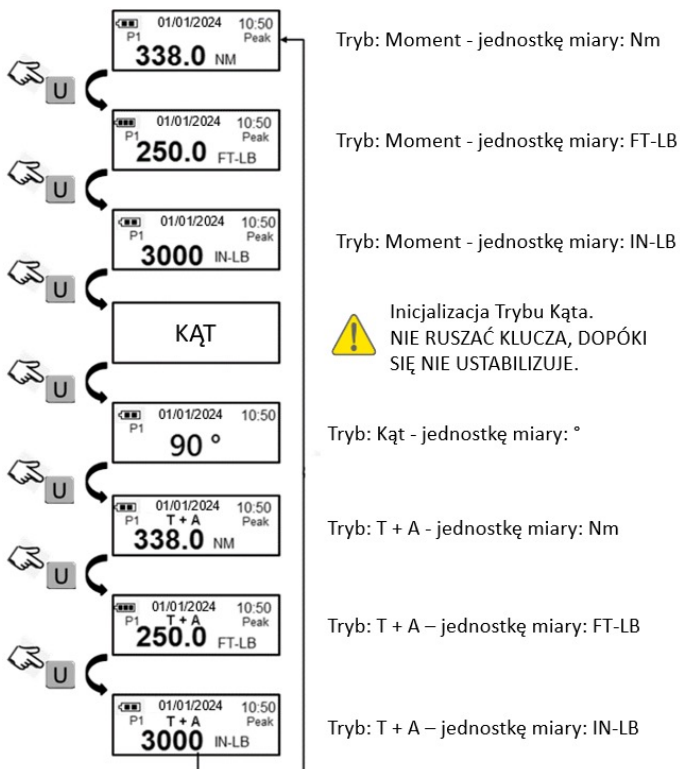 01/01/2024 10:50
P1 Peak
338.0 NM
Tryb: Moment - jednostkę miary: Nm
U
01/01/2024 10:50
P1 Peak
250.0 FT-LB
Tryb: Moment - jednostkę miary: FT-LB
U
01/01/2024 10:50
P1 Peak
3000 IN-LB
Tryb: Moment - jednostkę miary: IN-LB
U
KĄT
Inicjalizacja Trybu Kąta.
NIE RUSZAĆ KLUCZA, DOPÓKI
SIĘ NIE USTABILIZUJE.
U
01/01/2024 10:50
P1
90 °
Tryb: Kąt - jednostkę miary: °
U
01/01/2024 10:50
P1 T + A Peak
338.0 NM
Tryb: T + A - jednostkę miary: Nm
U
01/01/2024 10:50
P1 T + A Peak
250.0 FT-LB
Tryb: T + A – jednostkę miary: FT-LB
U
01/01/2024 10:50
P1 T + A Peak
3000 IN-LB
Tryb: T + A – jednostkę miary: IN-LB